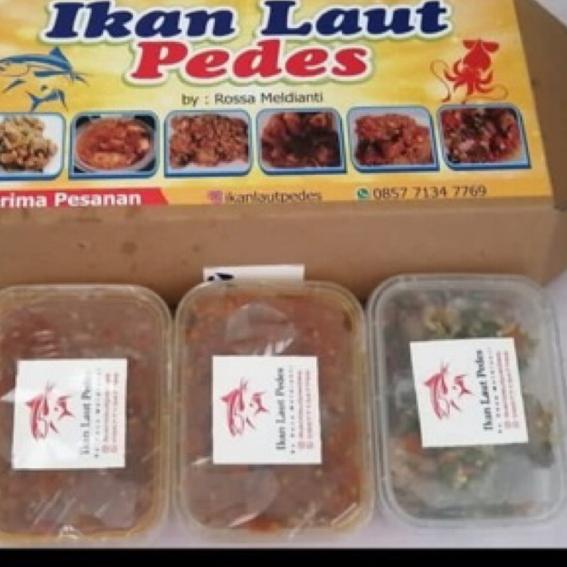 Ikan Laut
Pedes
by : Rossa Meldianti
rima Pesanan
ikanlautpedes
0857 7134 7769
Ikan Laut Pedes
Ikan Laut Pedes
Ikan Laut Pedes